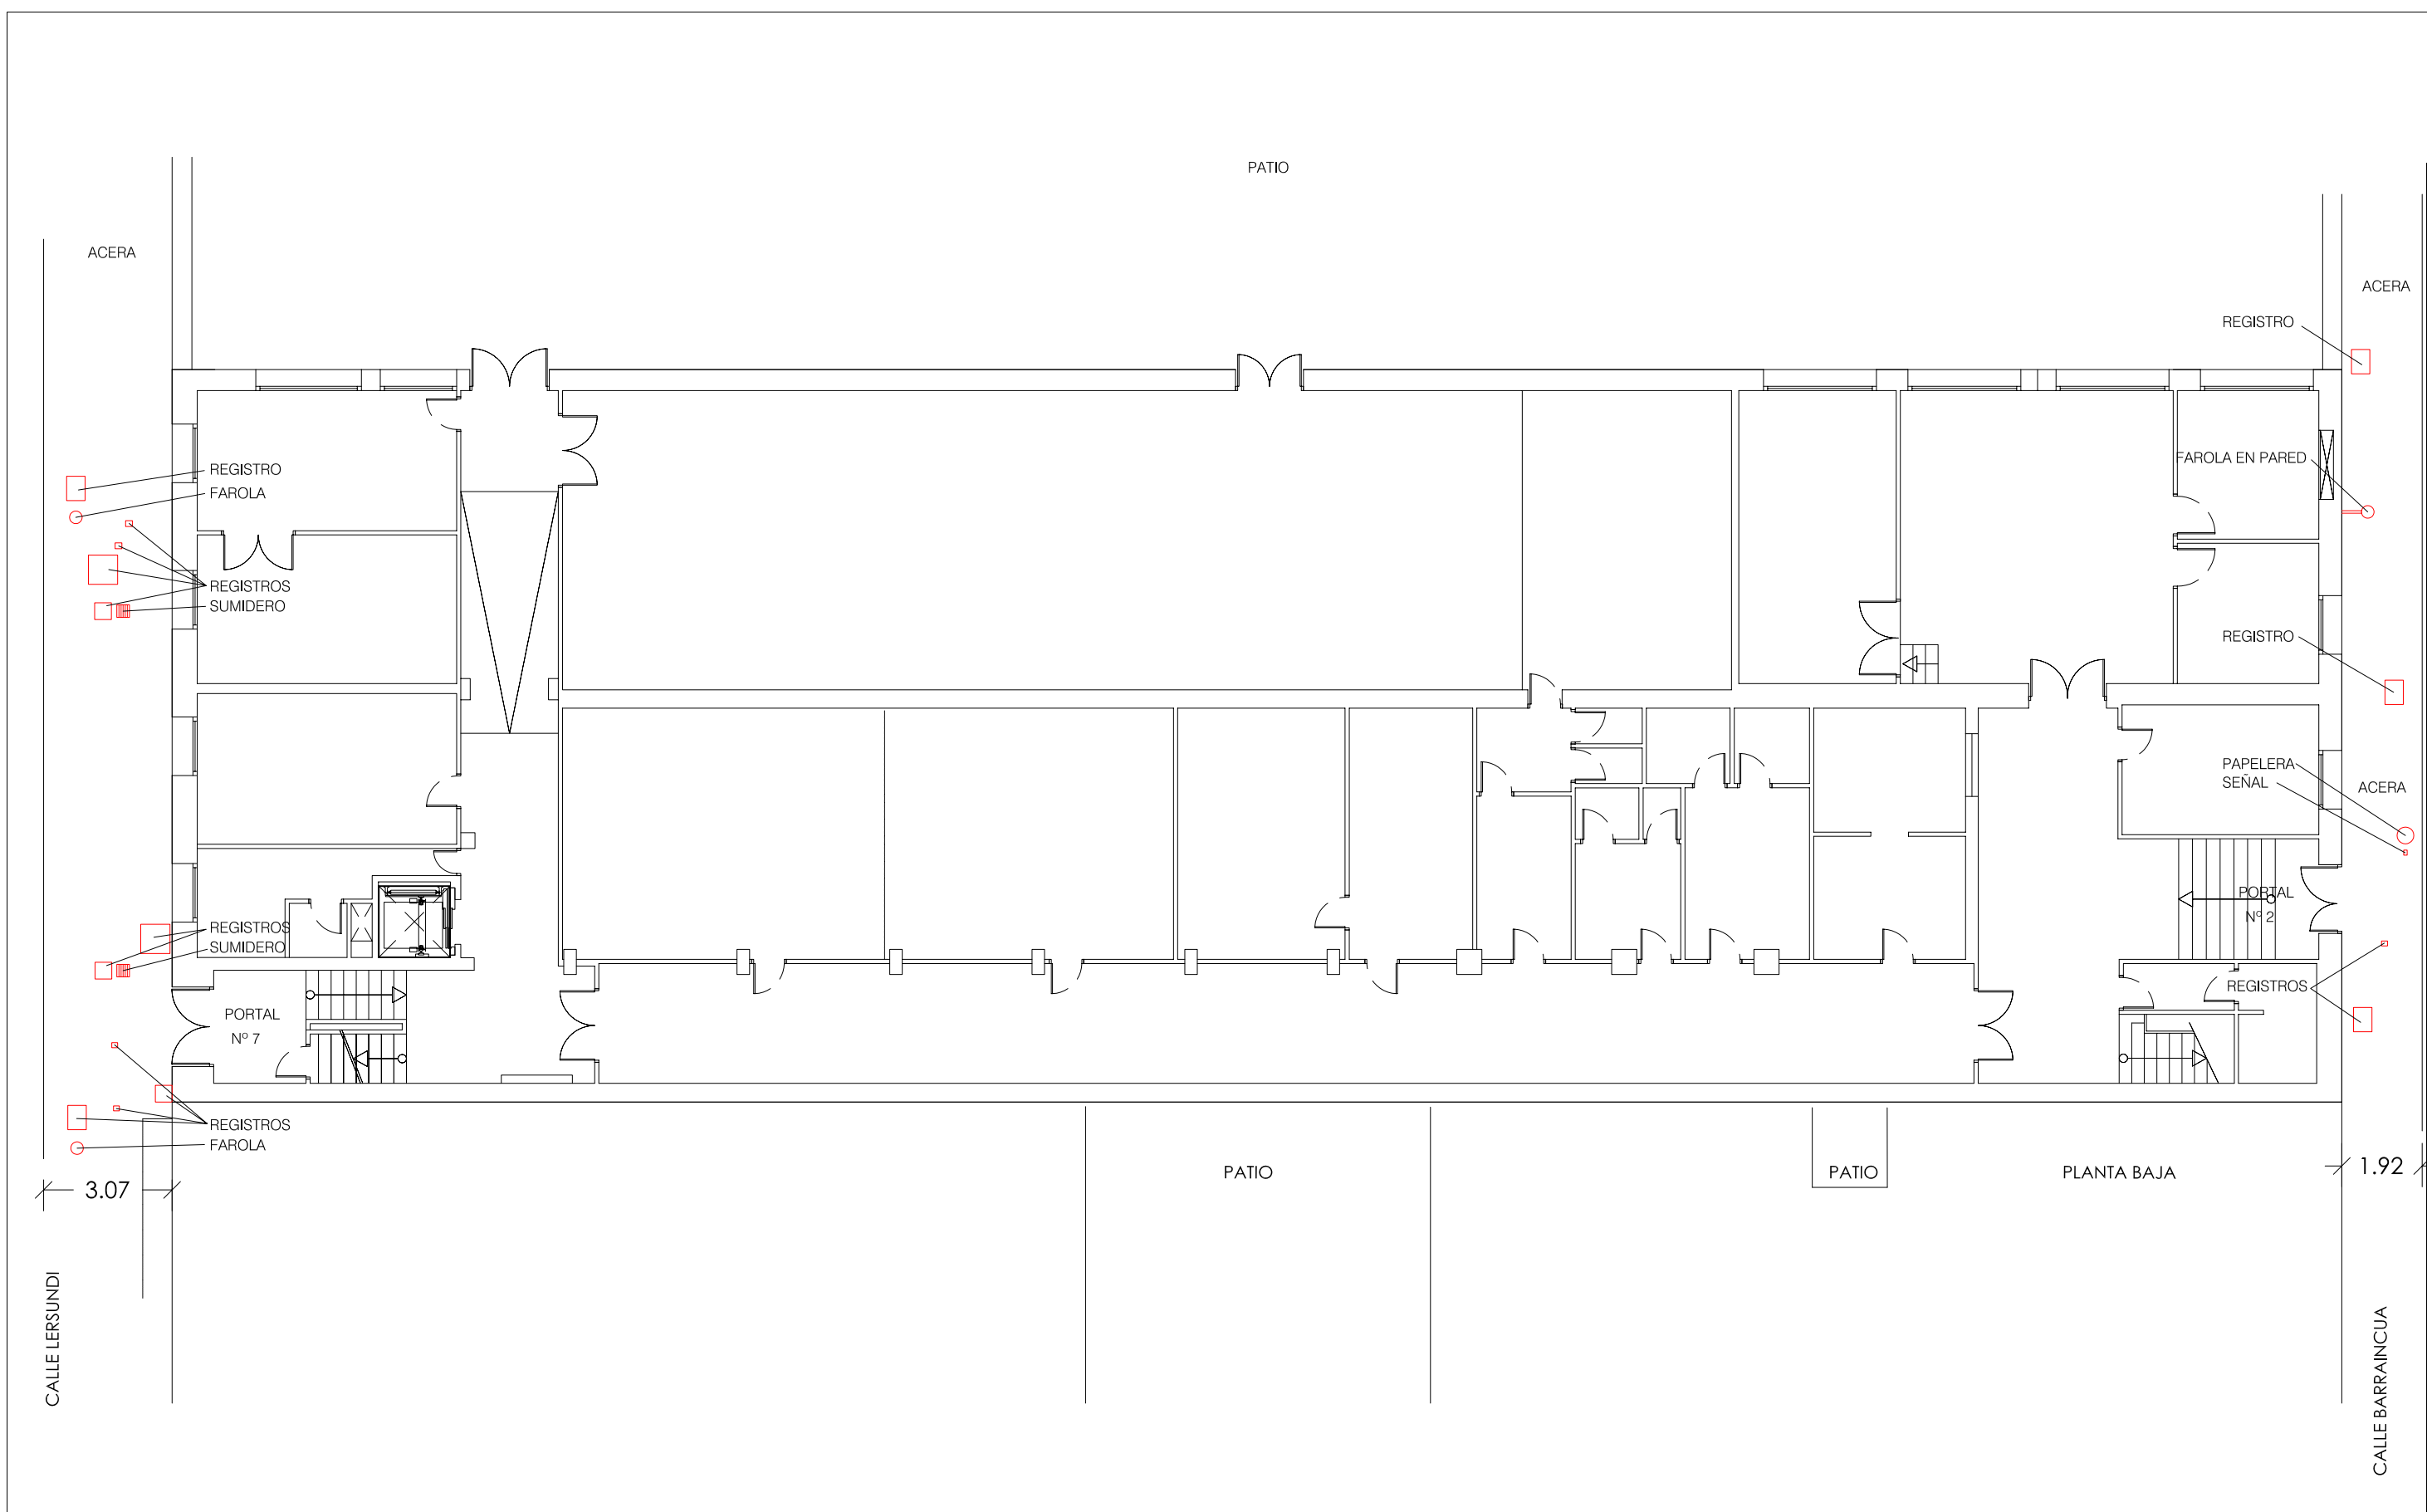 PATIO
ACERA
ACERA
REGISTRO
FAROLA EN PARED
REGISTRO
FAROLA
REGISTROS
SUMIDERO
REGISTRO
PAPELERA
SEÑAL
ACERA
PORTAL
Nº 2
REGISTROS
SUMIDERO
REGISTROS
PORTAL
Nº 7
REGISTROS
FAROLA
PATIO
PATIO
PLANTA BAJA
1.92
3.07
CALLE LERSUNDI
CALLE BARRAINCUA